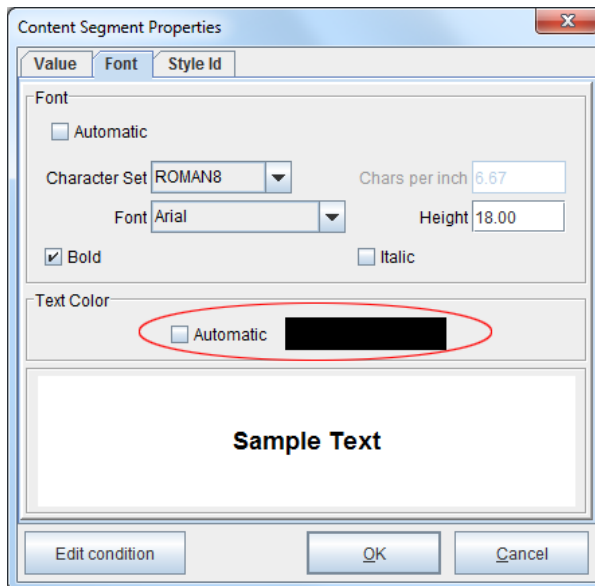 Content Segment Properties
Value Font Style Id
Font
Automatic
Character Set ROMAN8 Chars per inch 6.67
Font Arial Height 18.00
Bold Italic
Text Color
Automatic
Sample Text
Edit condition OK Cancel